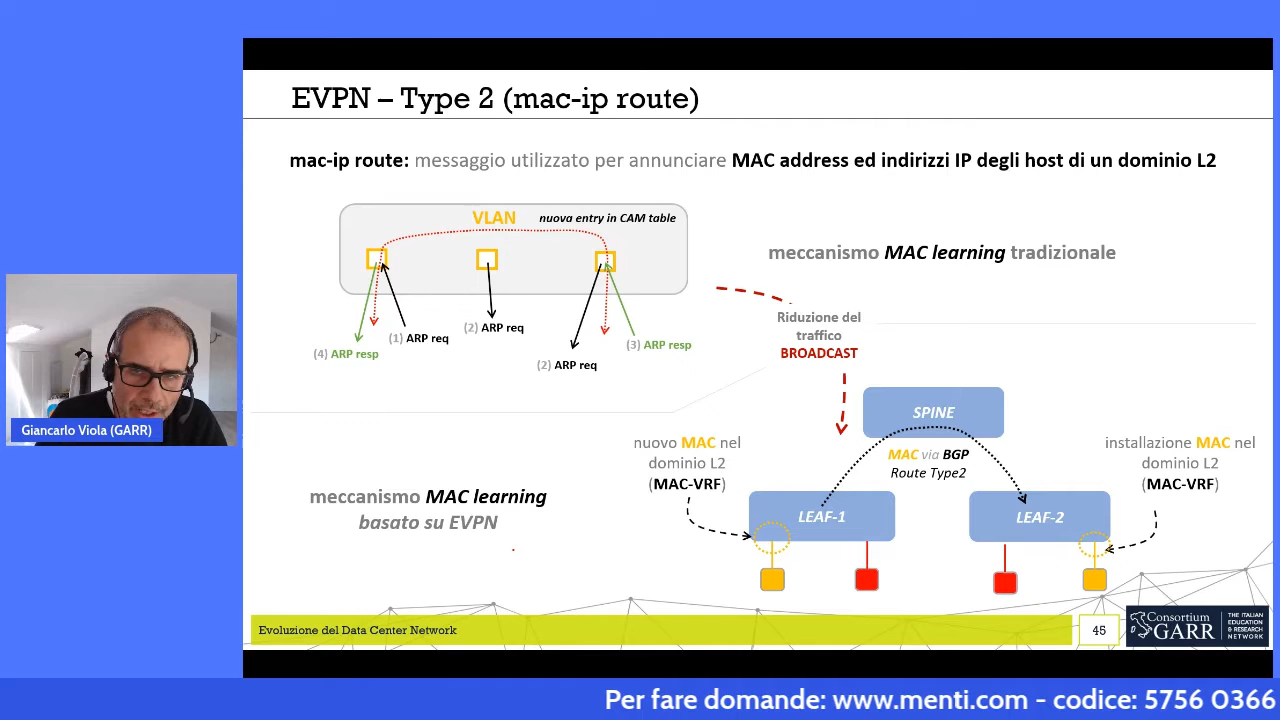 EVPN – Type 2 (mac-ip route)
mac-ip route: messaggio utilizzato per annunciare MAC address ed indirizzi IP degli host di un dominio L2
VLAN
nuova entry in CAM table
(1) ARP req
(2) ARP req
(4) ARP resp
(3) ARP resp
(2) ARP req
meccanismo MAC learning tradizionale
Riduzione del
traffico
BROADCAST
SPINE
MAC via BGP
Route Type2
nuovo MAC nel
dominio L2
(MAC-VRF)
installazione MAC nel
dominio L2
(MAC-VRF)
meccanismo MAC learning
basato su EVPN
LEAF-1
LEAF-2
Giancarlo Viola (GARR)
Evoluzione del Data Center Network
45
Consortium
GARR
THE ITALIAN
EDUCATION
& RESEARCH
NETWORK
Per fare domande: www.menti.com - codice: 5756 0366